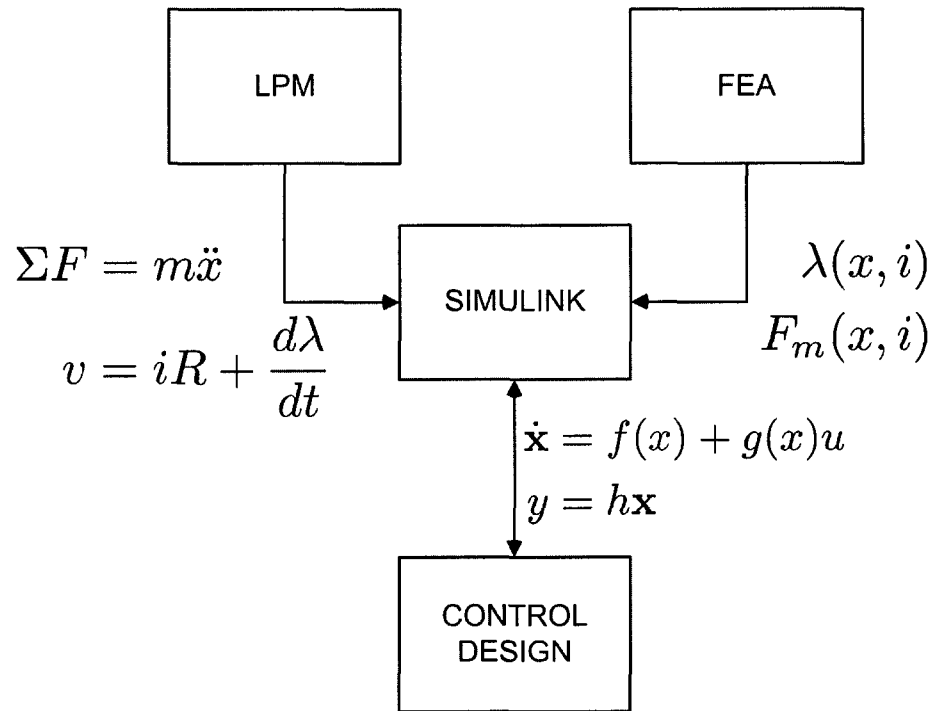 LPM
FEA
ΣF = mẍ
v = iR + dλ/dt
SIMULINK
λ(x, i)
F_m(x, i)
ẋ = f(x) + g(x)u
y = hx
CONTROL
DESIGN